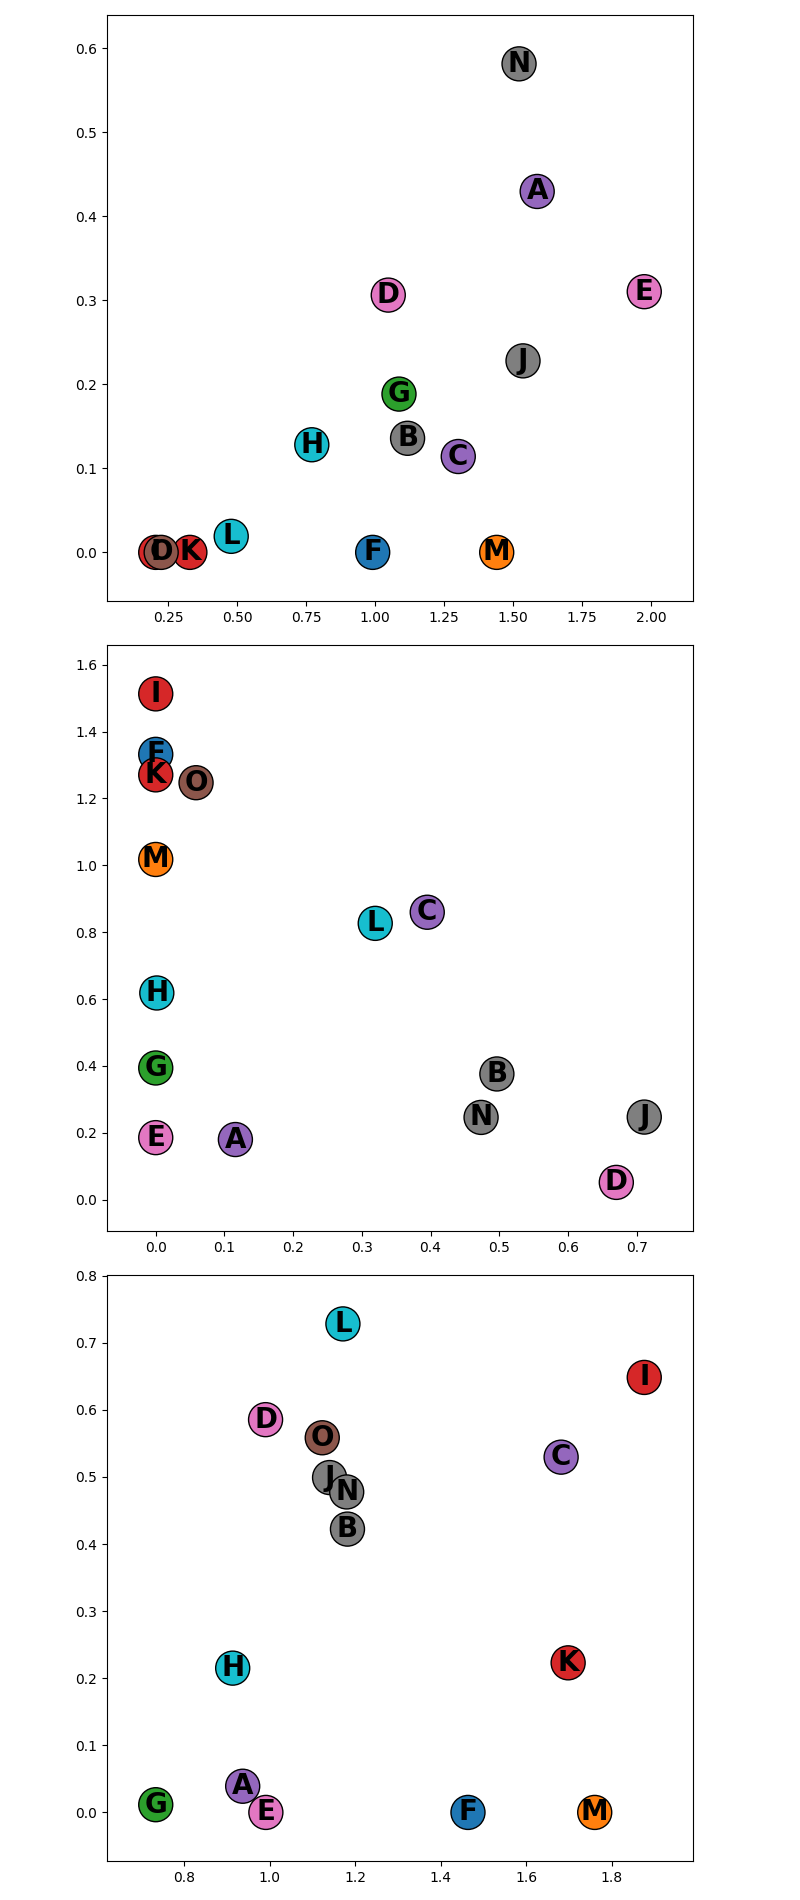 0.6
N
0.5
A
0.4
D
E
0.3
J
0.2
G
B
H
C
0.1
L
0.0 I O K F M
0.25 0.50 0.75 1.00 1.25 1.50 1.75 2.00
1.6
I
1.4
F
K O
1.2
1.0 M
C
L
0.8
0.6 H
0.4 G
B
N J
0.2 E A
D
0.0
0.0 0.1 0.2 0.3 0.4 0.5 0.6 0.7
0.8
L
0.7
I
0.6
D
O
C
0.5 J
N
B
0.4
0.3
K
H
0.2
0.1
A
G
0.0 E F M
0.8 1.0 1.2 1.4 1.6 1.8